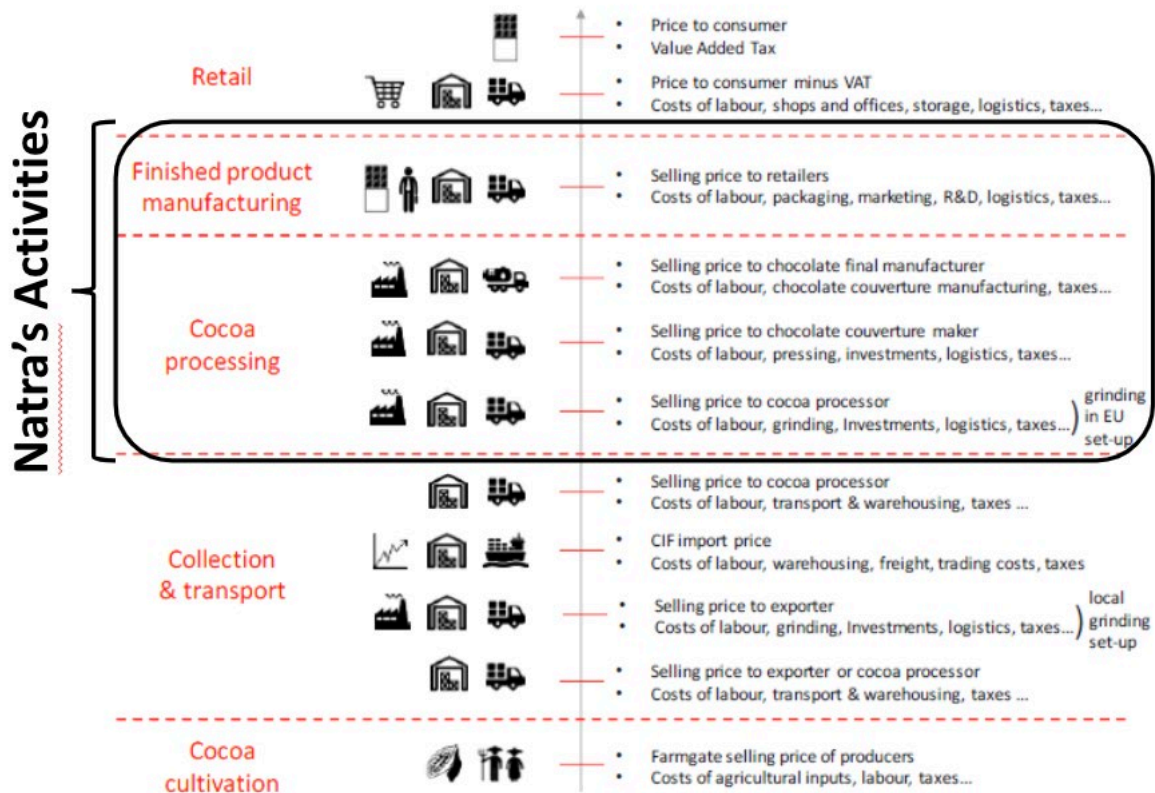 Natra's Activities
Price to consumer
Value Added Tax
Retail
Price to consumer minus VAT
Costs of labour, shops and offices, storage, logistics, taxes...
Finished product
manufacturing
Selling price to retailers
Costs of labour, packaging, marketing, R&D, logistics, taxes...
Cocoa
processing
Selling price to chocolate final manufacturer
Costs of labour, chocolate couverture manufacturing, taxes...
Selling price to chocolate couverture maker
Costs of labour, pressing, investments, logistics, taxes...
Selling price to cocoa processor
Costs of labour, grinding, Investments, logistics, taxes...
grinding
in EU
set-up
Collection
& transport
Selling price to cocoa processor
Costs of labour, transport & warehousing, taxes ...
CIF import price
Costs of labour, warehousing, freight, trading costs, taxes
Selling price to exporter
Costs of labour, grinding, Investments, logistics, taxes...
local
grinding
set-up
Selling price to exporter or cocoa processor
Costs of labour, transport & warehousing, taxes ...
Cocoa
cultivation
Farmgate selling price of producers
Costs of agricultural inputs, labour, taxes...